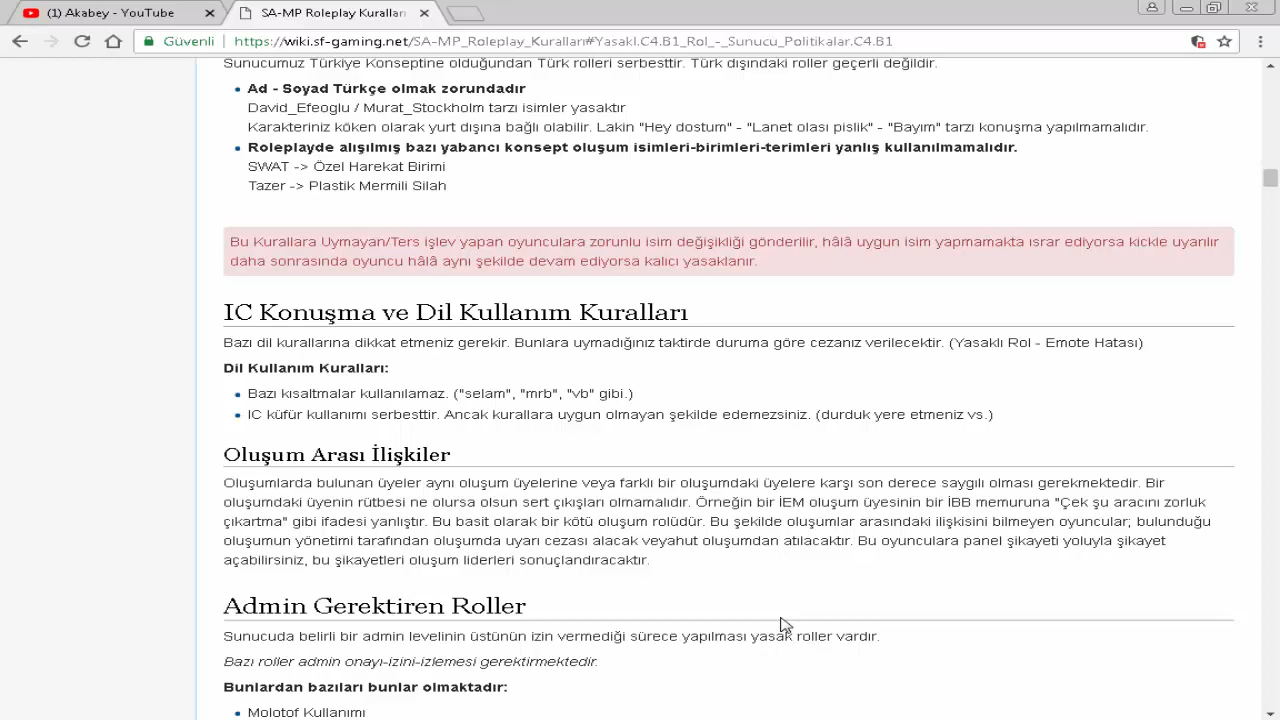 (1) Akabey - YouTube
SA-MP Roleplay Kuralları
Güvenli
https://wiki.sf-gaming.net/SA-MP_Roleplay_Kuralları#Yasakl.C4.B1_Rol_-_Sunucu_Politikalar.C4.B1
Sunucumuz Türkiye Konseptine olduğundan Türk rolleri serbesttir. Türk dışındaki roller geçerli değildir.
Ad - Soyad Türkçe olmak zorundadır
David_Efeoglu / Murat_Stockholm tarzı isimler yasaktır
Karakteriniz köken olarak yurt dışına bağlı olabilir. Lakin "Hey dostum" - "Lanet olası pislik" - "Bayım" tarzı konuşma yapılmamalıdır.
Roleplayde alışılmış bazı yabancı konsept oluşum isimleri-birimleri-terimleri yanlış kullanılmamalıdır.
SWAT -> Özel Harekat Birimi
Tazer -> Plastik Mermili Silah
Bu Kurallara Uymayan/Ters işlev yapan oyunculara zorunlu isim değişikliği gönderilir, hâlâ uygun isim yapmamakta ısrar ediyorsa kickle uyarılır
daha sonrasında oyuncu hâlâ aynı şekilde devam ediyorsa kalıcı yasaklanır.
IC Konuşma ve Dil Kullanım Kuralları
Bazı dil kurallarına dikkat etmeniz gerekir. Bunlara uymadığınız taktirde duruma göre cezanız verilecektir. (Yasaklı Rol - Emote Hatası)
Dil Kullanım Kuralları:
Bazı kısaltmalar kullanılamaz. ("selam", "mrb", "vb" gibi.)
IC küfür kullanımı serbesttir. Ancak kurallara uygun olmayan şekilde edemezsiniz. (durduk yere etmeniz vs.)
Oluşum Arası İlişkiler
Oluşumlarda bulunan üyeler aynı oluşum üyelerine veya farklı bir oluşumdaki üyelere karşı son derece saygılı olması gerekmektedir. Bir
oluşumdaki üyenin rütbesi ne olursa olsun sert çıkışları olmamalıdır. Örneğin bir İEM oluşum üyesinin bir İBB memuruna "Çek şu aracını zorluk
çıkartma" gibi ifadesi yanlıştır. Bu basit olarak bir kötü oluşum rolüdür. Bu şekilde oluşumlar arasındaki ilişkisini bilmeyen oyuncular; bulunduğu
oluşumun yönetimi tarafından oluşumda uyarı cezası alacak veyahut oluşumdan atılacaktır. Bu oyunculara panel şikayeti yoluyla şikayet
açabilirsiniz, bu şikayetleri oluşum liderleri sonuçlandıracaktır.
Admin Gerektiren Roller
Sunucuda belirli bir admin levelinin üstünün izin vermediği sürece yapılması yasak roller vardır.
Bazı roller admin onayı-izini-izlemesi gerektirmektedir.
Bunlardan bazıları bunlar olmaktadır:
Molotof Kullanımı